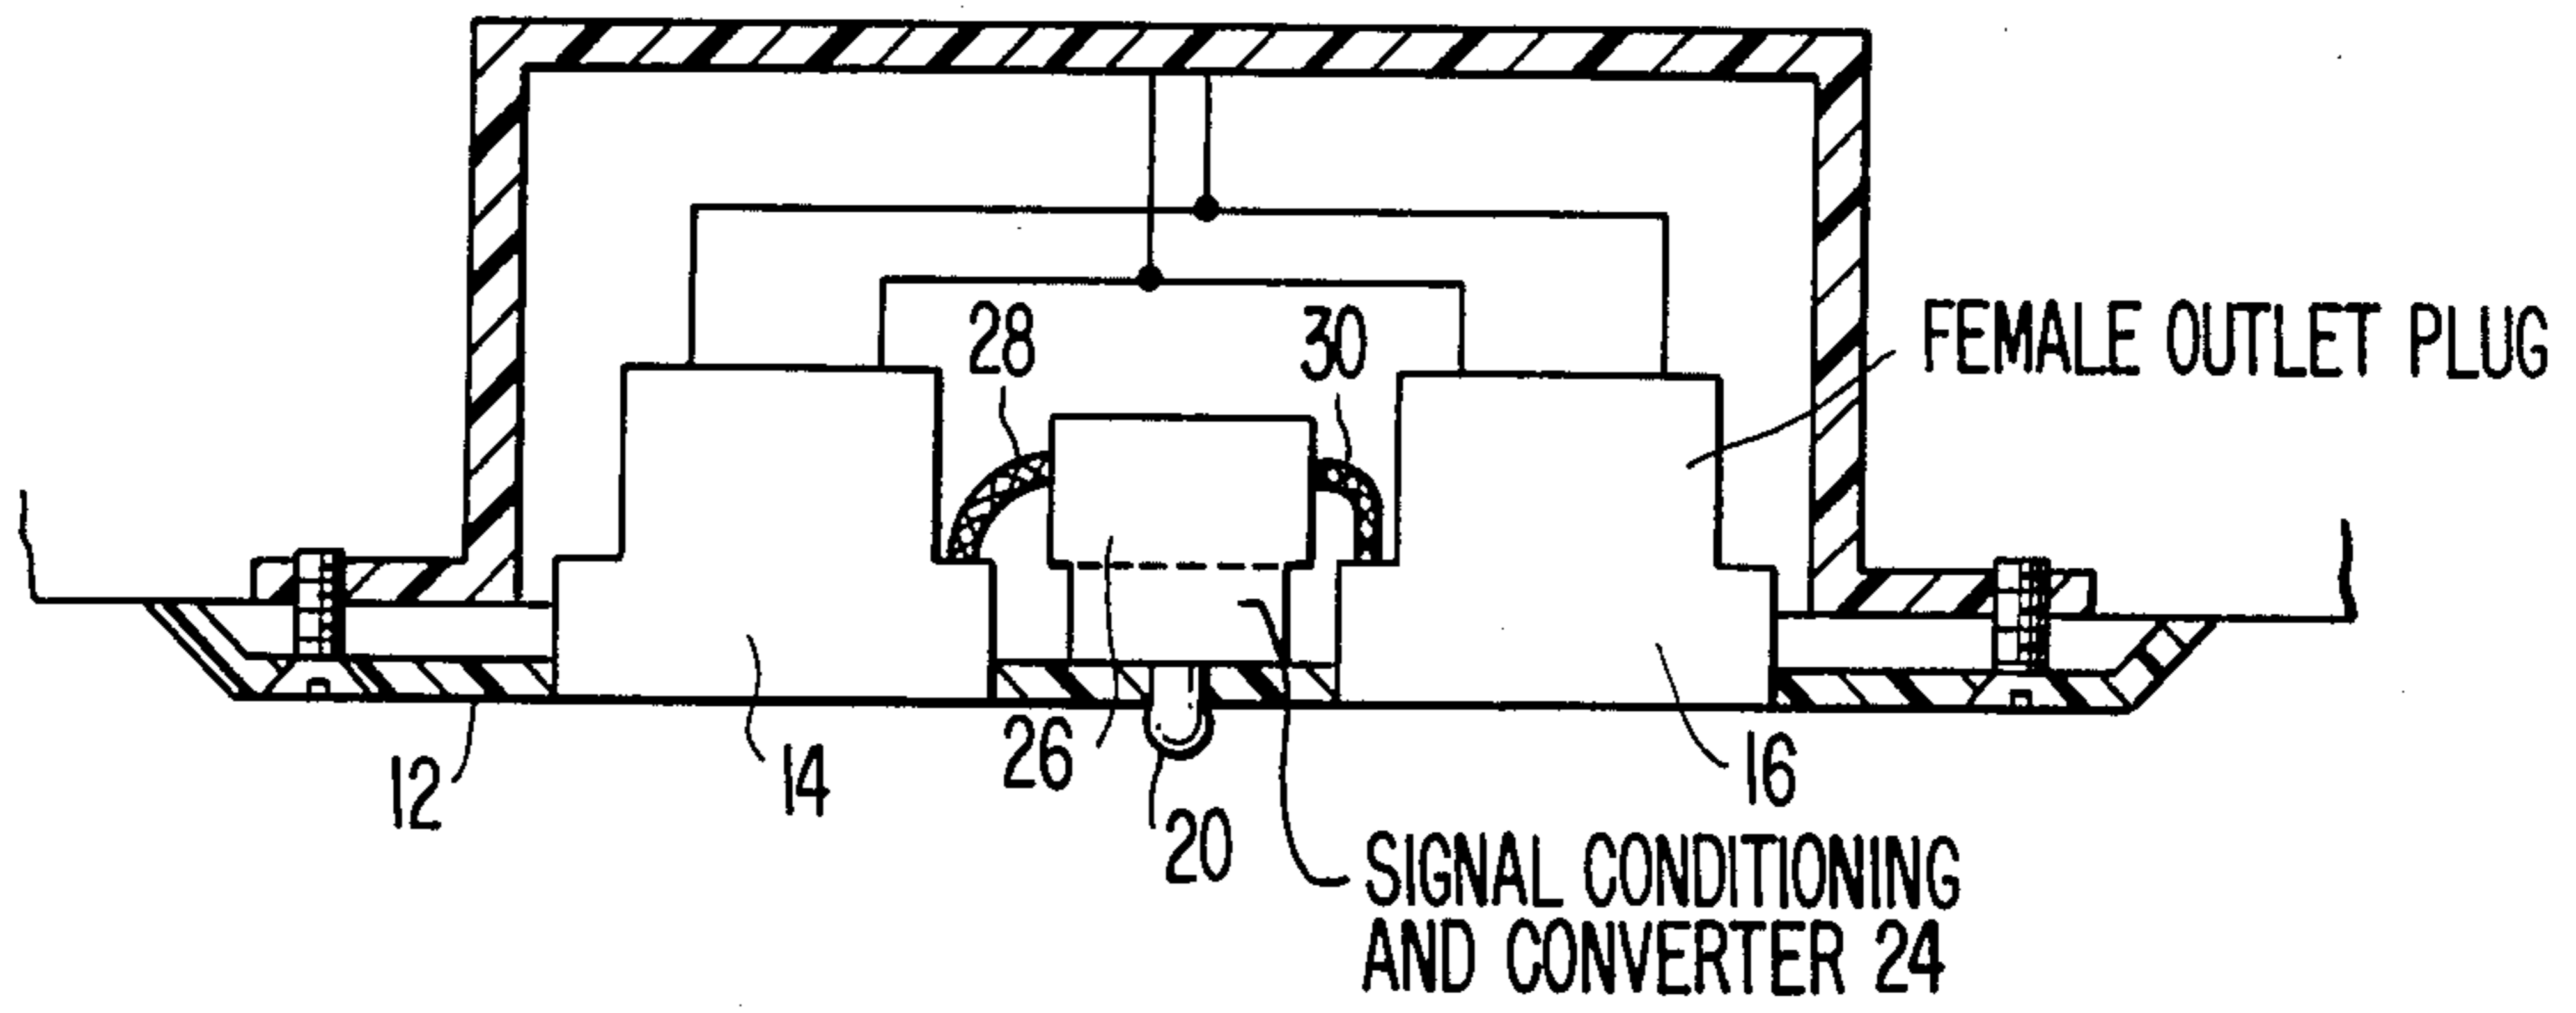 28
30
FEMALE OUTLET PLUG
12
14
26
20
16
SIGNAL CONDITIONING
AND CONVERTER 24